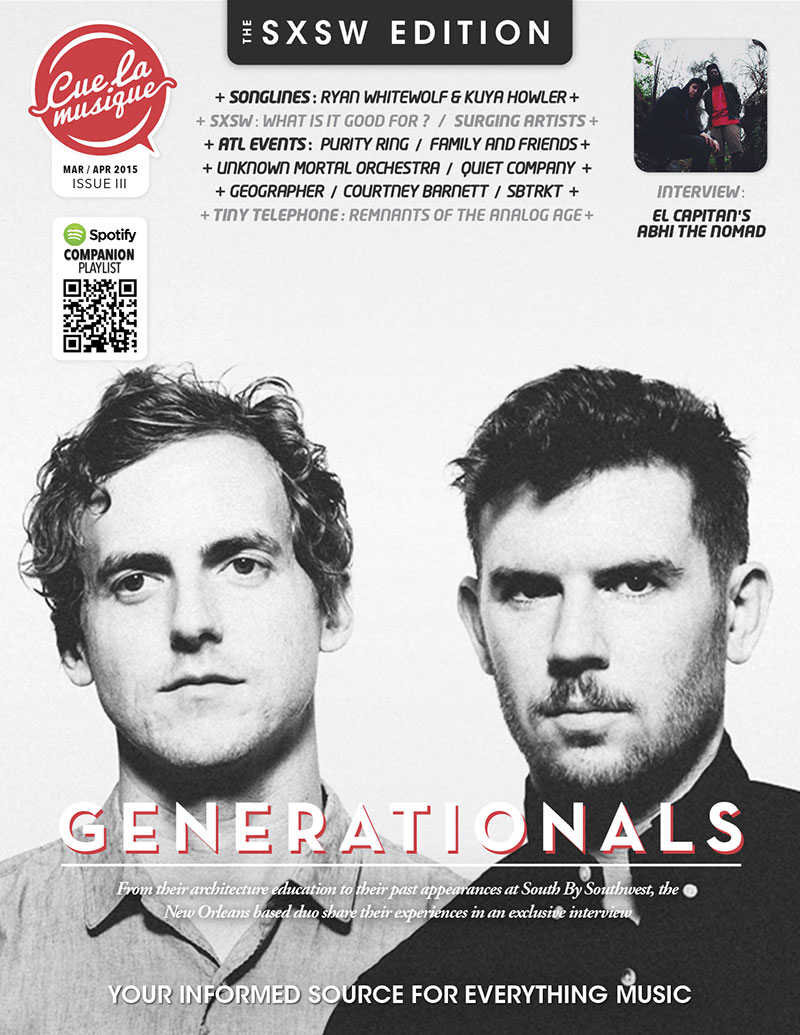 THE SXSW EDITION
Cue la
musique
MAR / APR 2015
ISSUE III
+ SONGLINES : RYAN WHITEWOLF & KUYA HOWLER +
+ SXSW : WHAT IS IT GOOD FOR ? / SURGING ARTISTS +
+ ATL EVENTS : PURITY RING / FAMILY AND FRIENDS +
+ UNKNOWN MORTAL ORCHESTRA / QUIET COMPANY +
+ GEOGRAPHER / COURTNEY BARNETT / SBTRKT +
+ TINY TELEPHONE : REMNANTS OF THE ANALOG AGE +
INTERVIEW :
EL CAPITAN'S
ABHI THE NOMAD
Spotify
COMPANION
PLAYLIST
GENERATIONALS
From their architecture education to their past appearances at South By Southwest, the
New Orleans based duo share their experiences in an exclusive interview
YOUR INFORMED SOURCE FOR EVERYTHING MUSIC